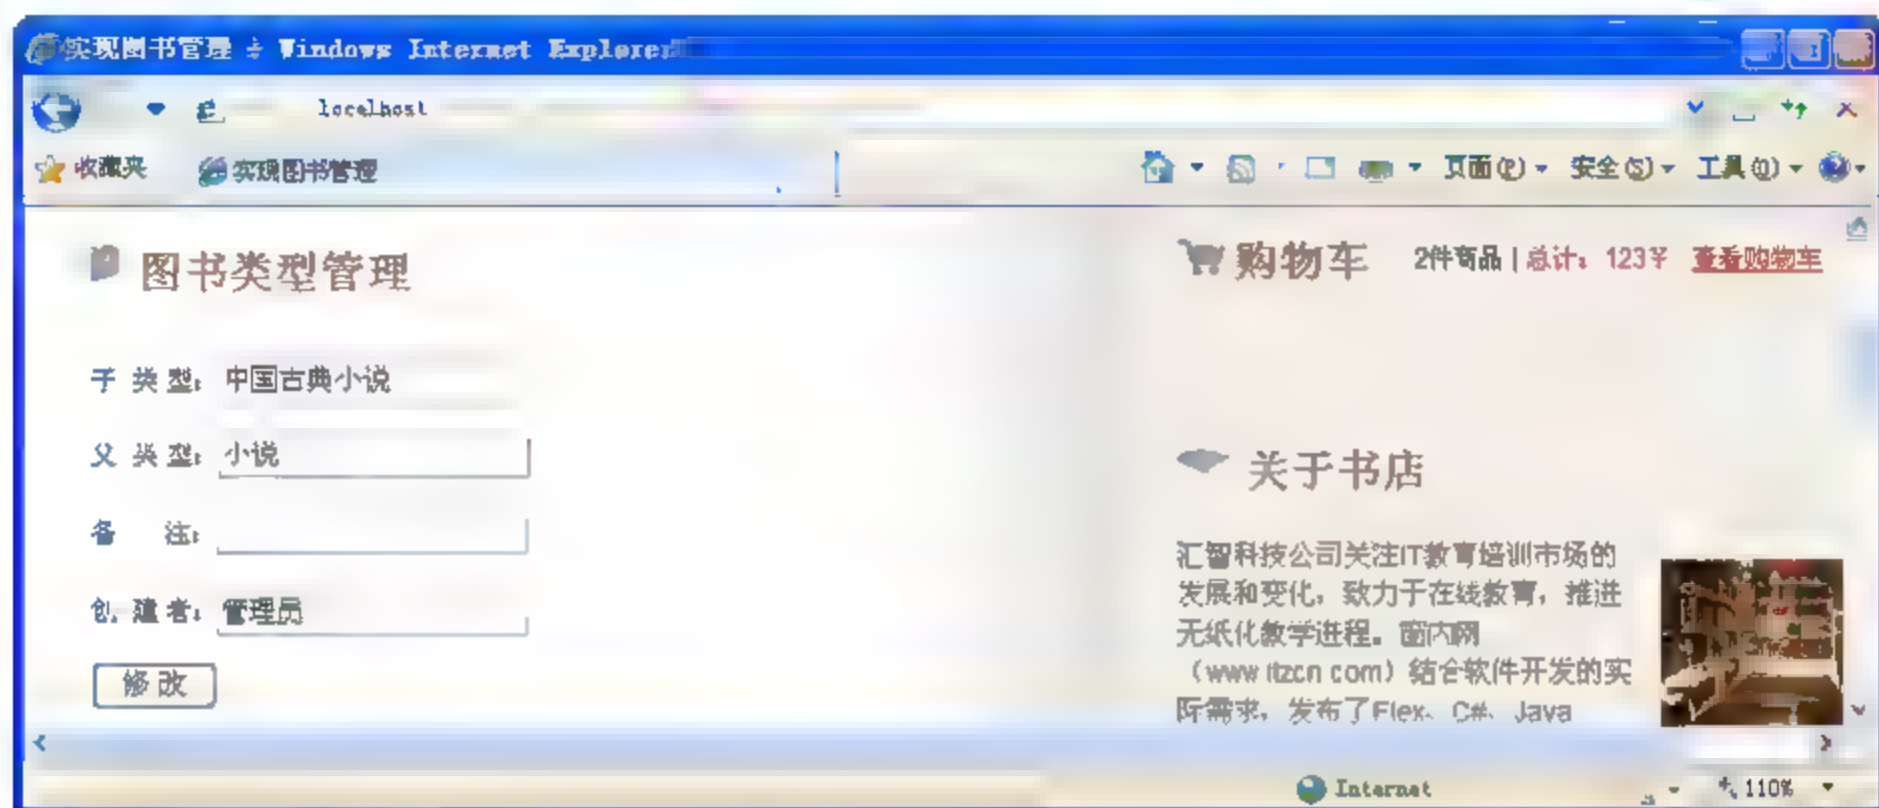 实现图书管理 - Windows Internet Explorer
localhost
收藏夹 实现图书管理 页面(P) 安全(S) 工具(O)
图书类型管理
子 类 型： 中国古典小说
父 类 型： 小说
备 注：
创 建 者： 管理员
修 改
购物车 2件商品 | 总计：123￥ 查看购物车
关于书店
汇智科技公司关注IT教育培训市场的
发展和变化，致力于在线教育，推进
无纸化教学进程。窗内网
（www.itzcn.com）结合软件开发的实
际需求，发布了Flex、C#、Java
Internet 110%